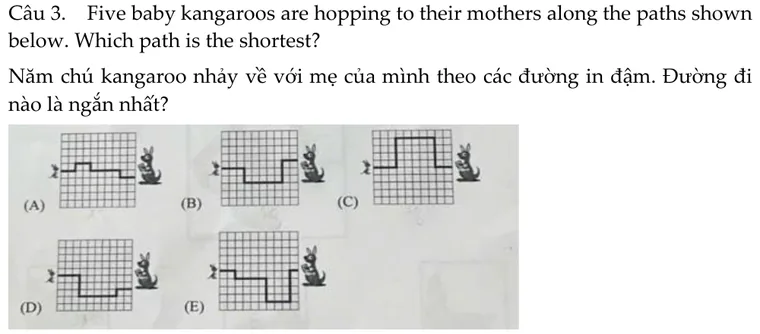 Câu 3. Five baby kangaroos are hopping to their mothers along the paths shown
below. Which path is the shortest?
Năm chú kangaroo nhảy về với mẹ của mình theo các đường in đậm. Đường đi
nào là ngắn nhất?
(A) (B) (C)
(D) (E)